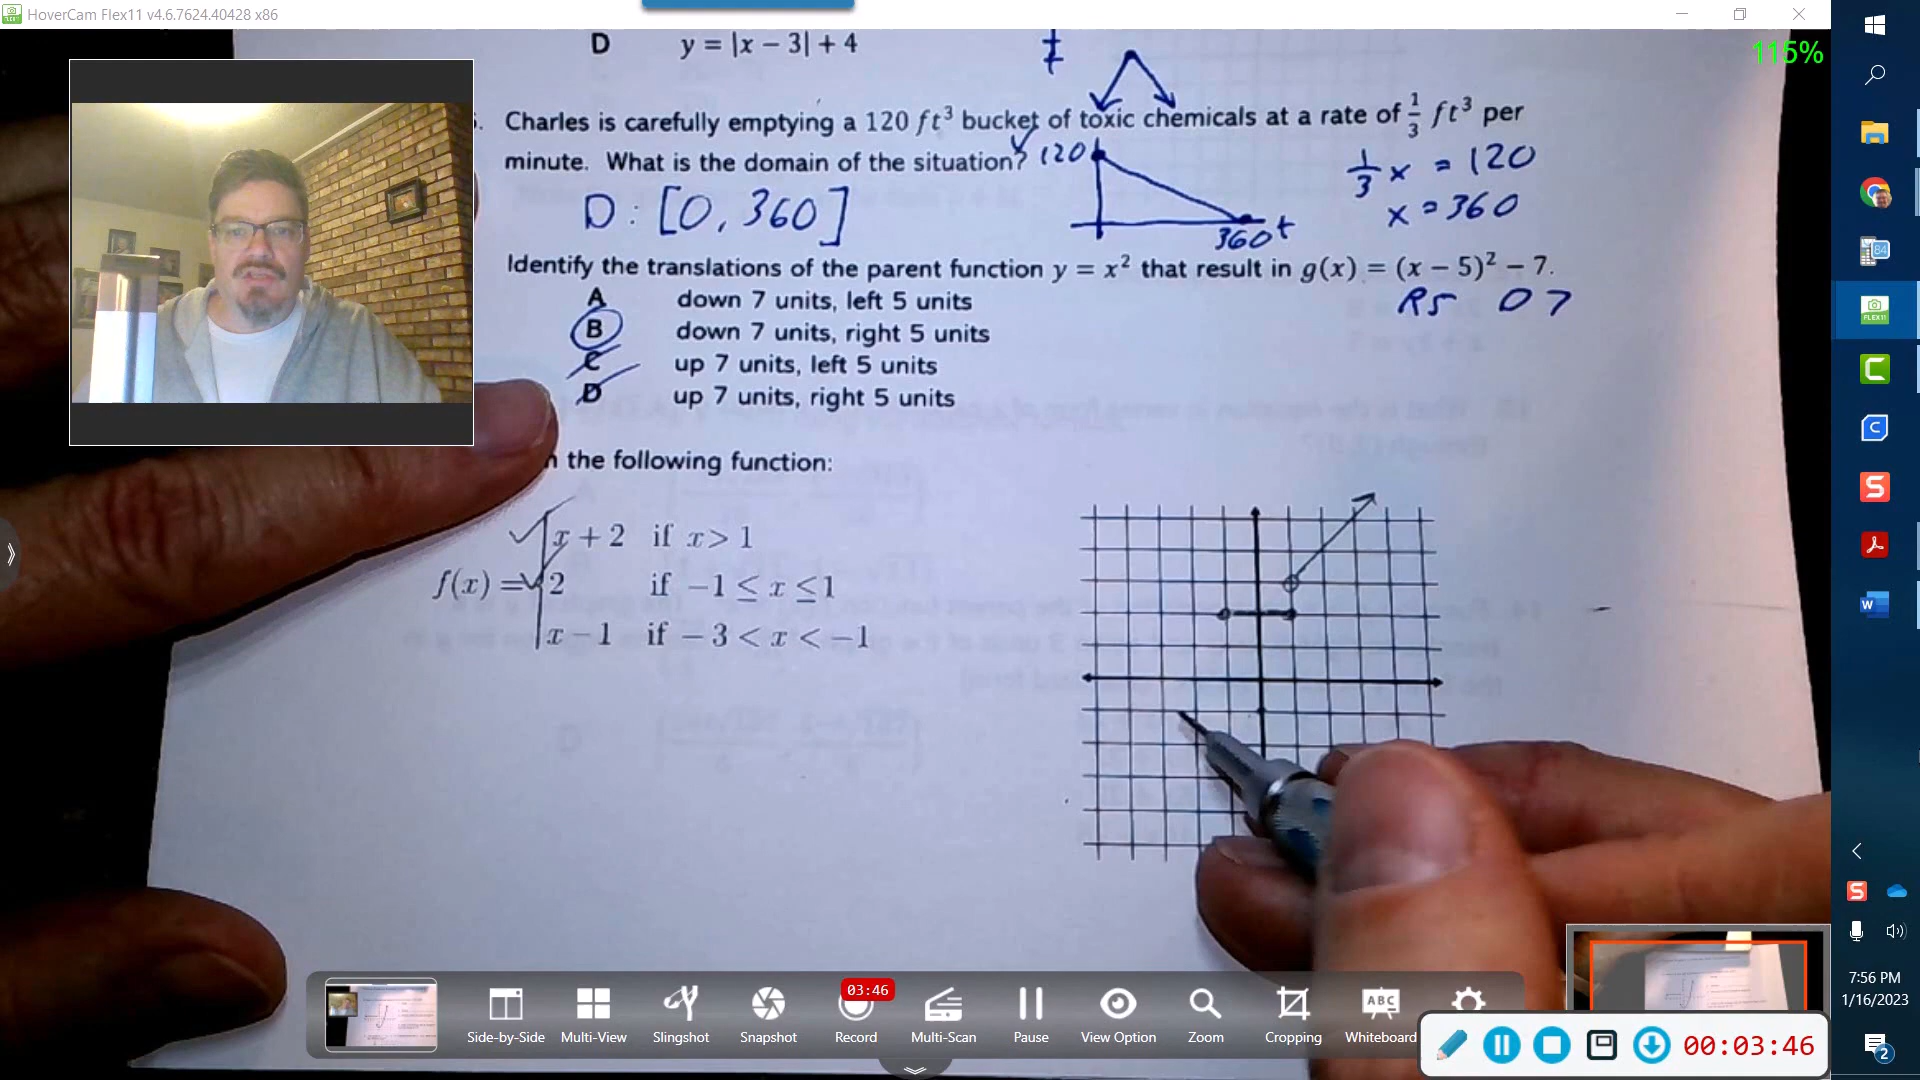 HoverCam Flex11 v4.6.7624.40428 x86
115%
D y = |x − 3| + 4
Charles is carefully emptying a 120 ft³ bucket of toxic chemicals at a rate of 1/3 ft³ per
minute. What is the domain of the situation?
120
1/3 x = 120
x = 360
D : [0, 360]
360 t
Identify the translations of the parent function y = x² that result in g(x) = (x − 5)² − 7.
R5 D7
A down 7 units, left 5 units
B down 7 units, right 5 units
C up 7 units, left 5 units
D up 7 units, right 5 units
the following function:
x + 2 if x > 1
f(x) = 2 if −1 ≤ x ≤ 1
x − 1 if −3 < x < −1
84
FLEX11
7:56 PM
1/16/2023
2
03:46
ABC
Side-by-Side Multi-View Slingshot Snapshot Record Multi-Scan Pause View Option Zoom Cropping Whiteboard
00:03:46